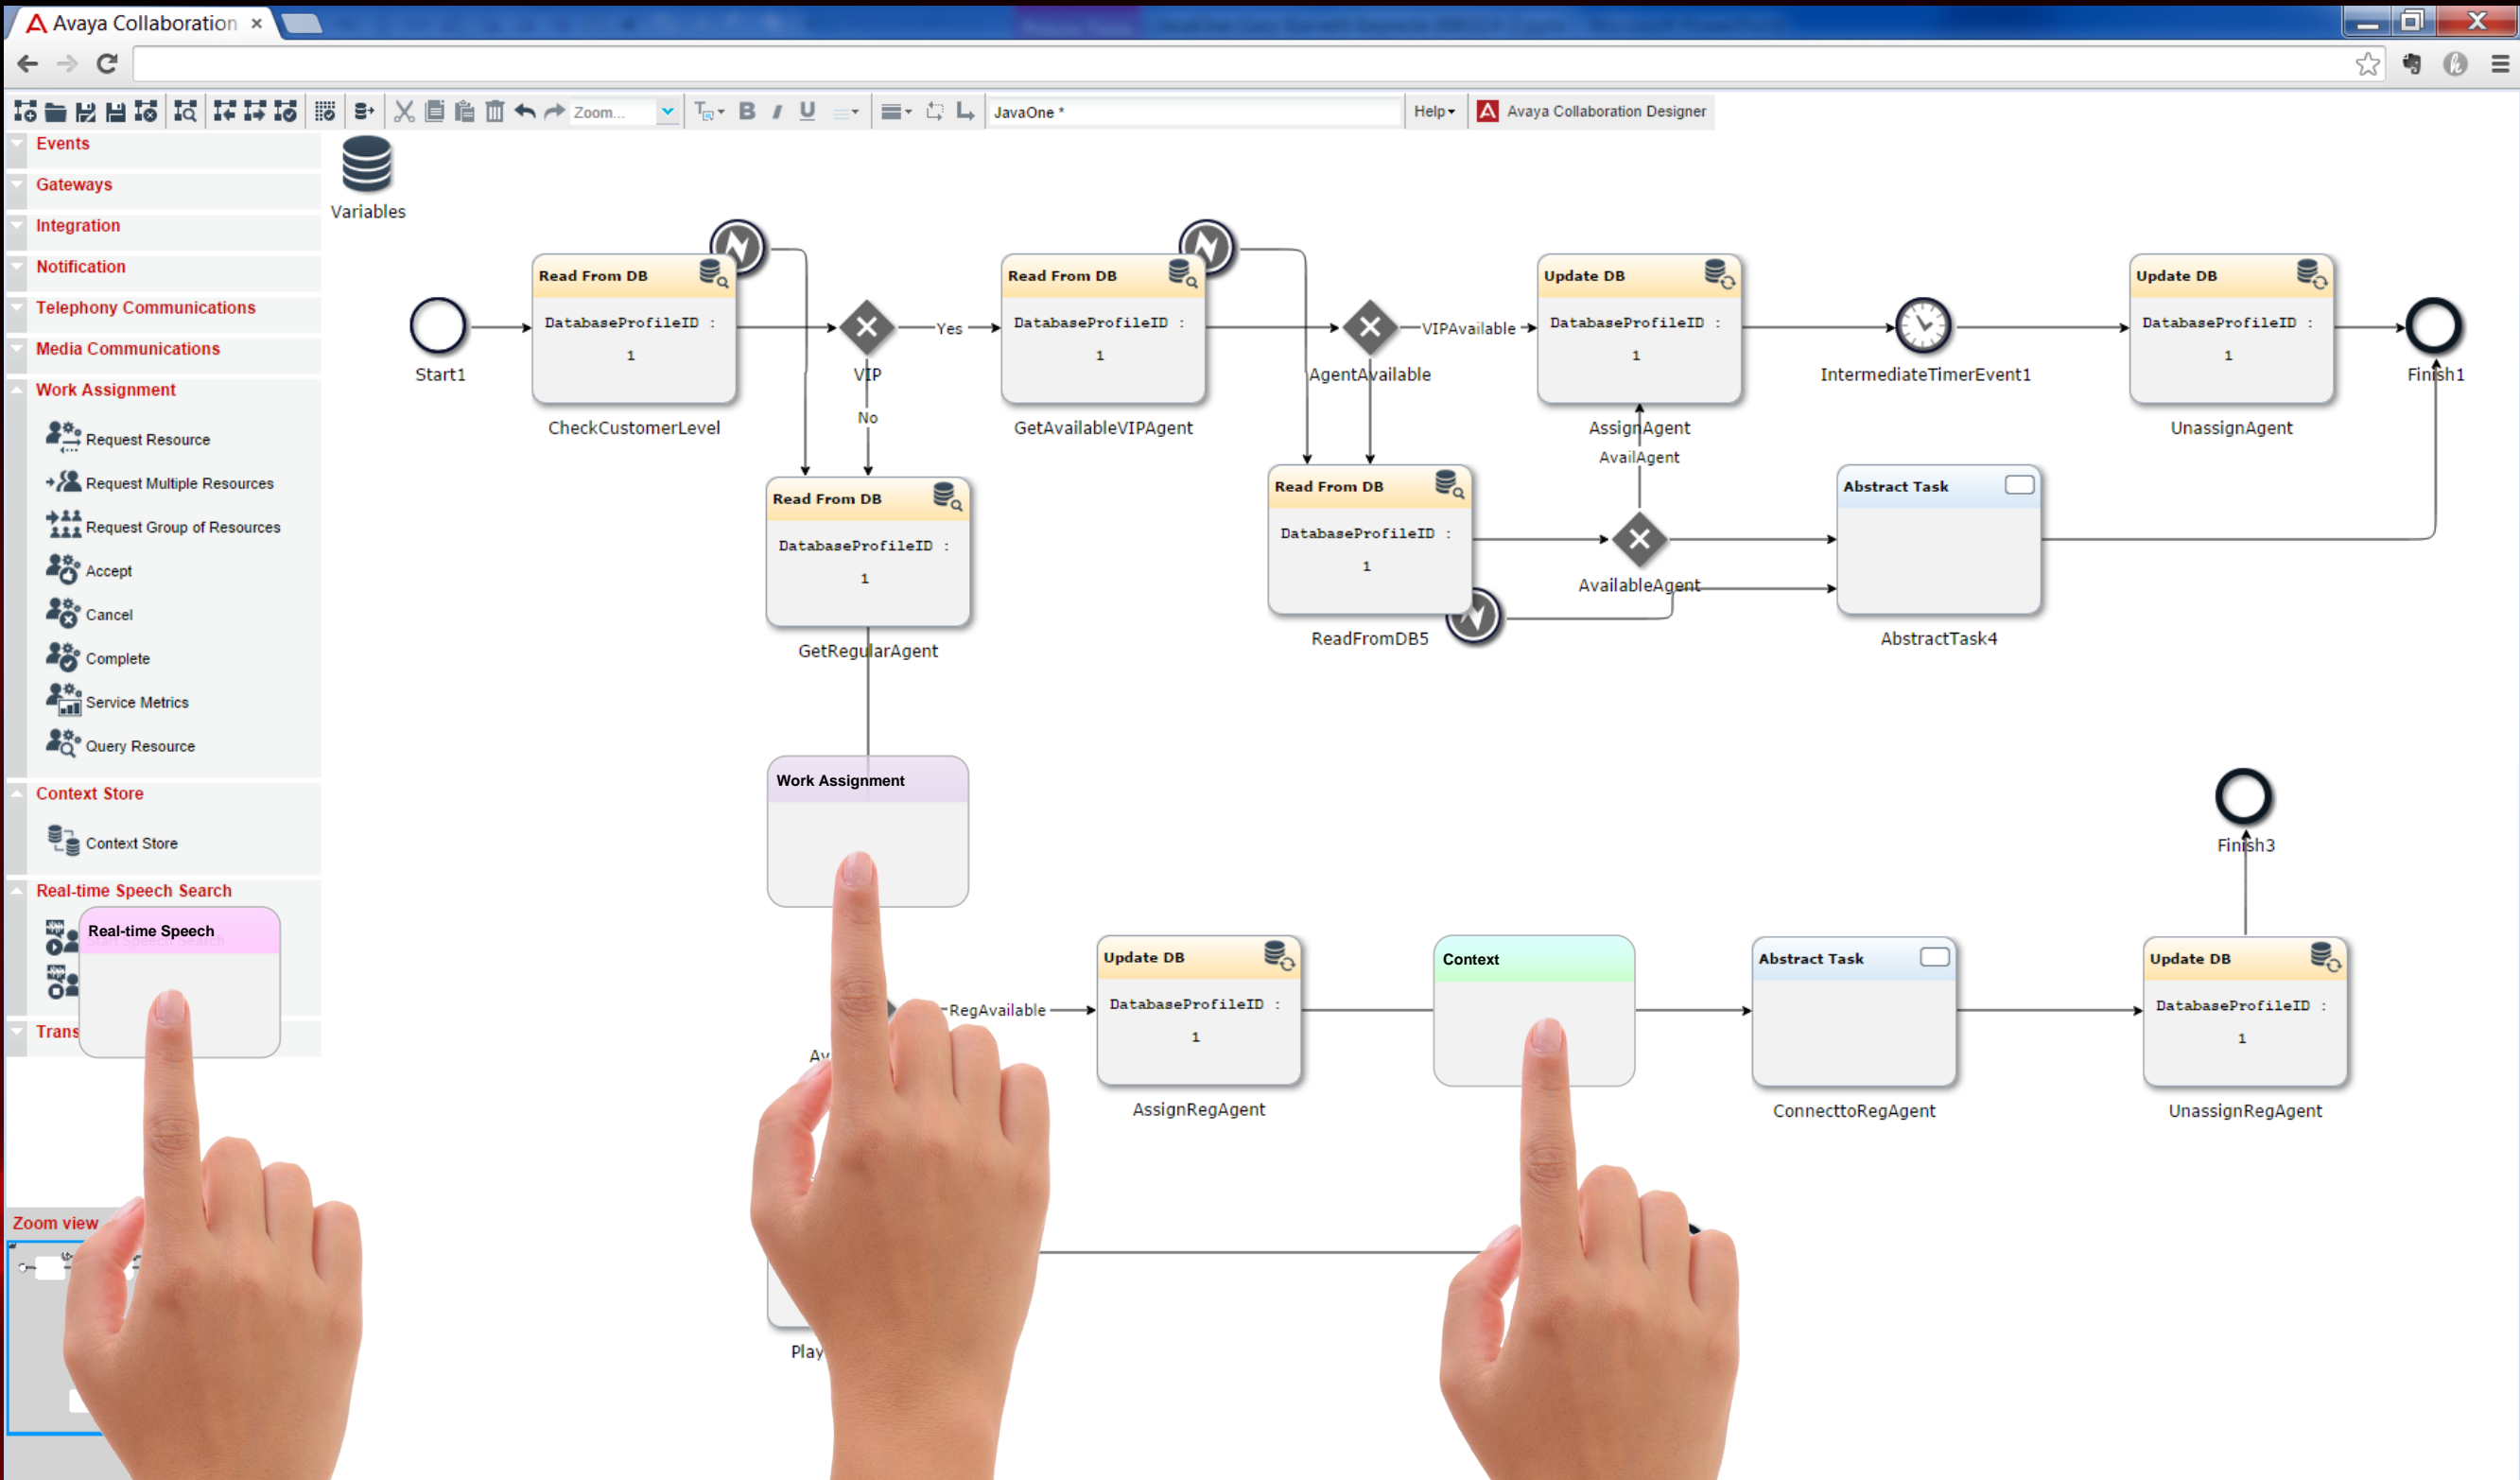 Avaya Collaboration
Zoom...
B I U
JavaOne *
Help
Avaya Collaboration Designer
Events
Gateways
Integration
Notification
Telephony Communications
Media Communications
Work Assignment
Request Resource
Request Multiple Resources
Request Group of Resources
Accept
Cancel
Complete
Service Metrics
Query Resource
Context Store
Context Store
Real-time Speech Search
Real-time Speech
Trans
Zoom view
Variables
Start1
Read From DB
DatabaseProfileID :
1
CheckCustomerLevel
VIP
Yes
No
Read From DB
DatabaseProfileID :
1
GetAvailableVIPAgent
AgentAvailable
VIPAvailable
Update DB
DatabaseProfileID :
1
AssignAgent
AvailAgent
IntermediateTimerEvent1
Update DB
DatabaseProfileID :
1
UnassignAgent
Finish1
Read From DB
DatabaseProfileID :
1
GetRegularAgent
Read From DB
DatabaseProfileID :
1
ReadFromDB5
AvailableAgent
Abstract Task
AbstractTask4
Work Assignment
Finish3
Av
RegAvailable
Update DB
DatabaseProfileID :
1
AssignRegAgent
Context
Abstract Task
ConnecttoRegAgent
Update DB
DatabaseProfileID :
1
UnassignRegAgent
Play